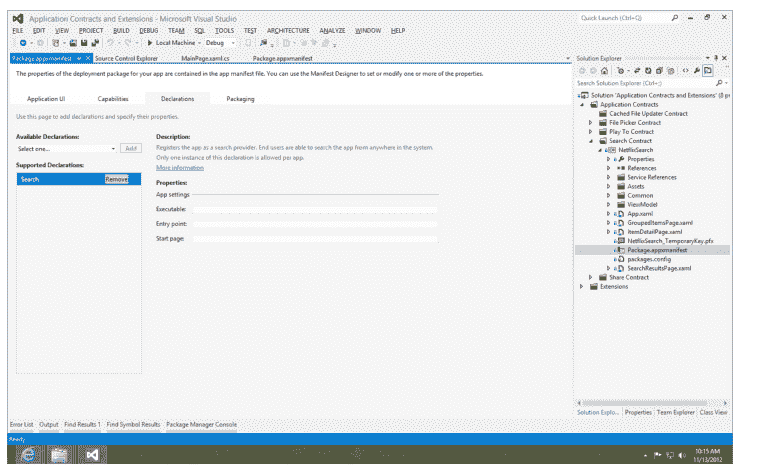 Application Contracts and Extensions - Microsoft Visual Studio
Quick Launch (Ctrl+Q)
FILE EDIT VIEW PROJECT BUILD DEBUG TEAM SQL TOOLS TEST ARCHITECTURE ANALYZE WINDOW HELP
Local Machine Debug
Package.appxmanifest Source Control Explorer MainPage.xaml.cs Package.appxmanifest
The properties of the deployment package for your app are contained in the app manifest file. You can use the Manifest Designer to set or modify one or more of the properties.
Application UI Capabilities Declarations Packaging
Use this page to add declarations and specify their properties.
Available Declarations:
Select one... Add
Supported Declarations:
Search Remove
Description:
Registers the app as a search provider. End users are able to search the app from anywhere in the system.
Only one instance of this declaration is allowed per app.
More information
Properties:
App settings
Executable:
Entry point:
Start page:
Solution Explorer
Search Solution Explorer (Ctrl+;)
Solution 'Application Contracts and Extensions' (8 pr
Application Contracts
Cached File Updater Contract
File Picker Contract
Play To Contract
Search Contract
NetflixSearch
Properties
References
Service References
Assets
Common
ViewModel
App.xaml
GroupedItemsPage.xaml
ItemDetailPage.xaml
NetflixSearch_TemporaryKey.pfx
Package.appxmanifest
packages.config
SearchResultsPage.xaml
Share Contract
Extensions
Solution Explo... Properties Team Explorer Class View
Error List Output Find Results 1 Find Symbol Results Package Manager Console
Ready
10:15 AM
11/13/2012